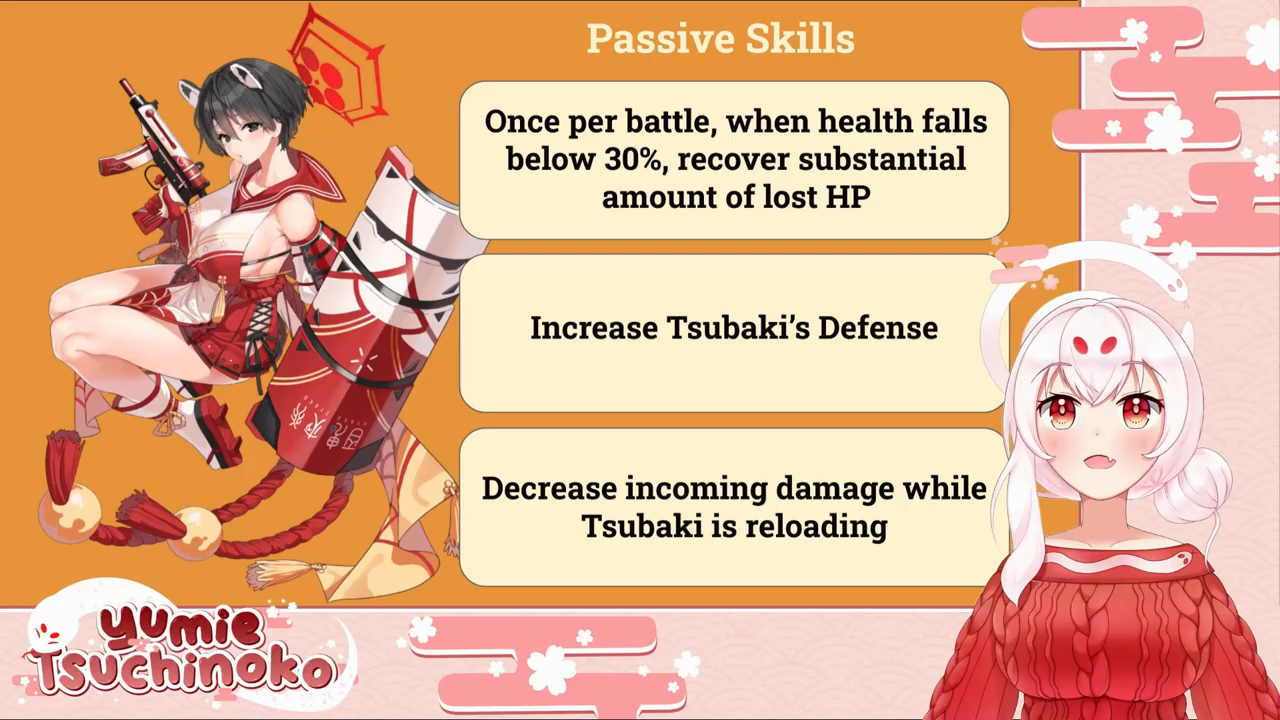 Passive Skills
Once per battle, when health falls
below 30%, recover substantial
amount of lost HP
Increase Tsubaki’s Defense
Decrease incoming damage while
Tsubaki is reloading
yumie
Tsuchinoko